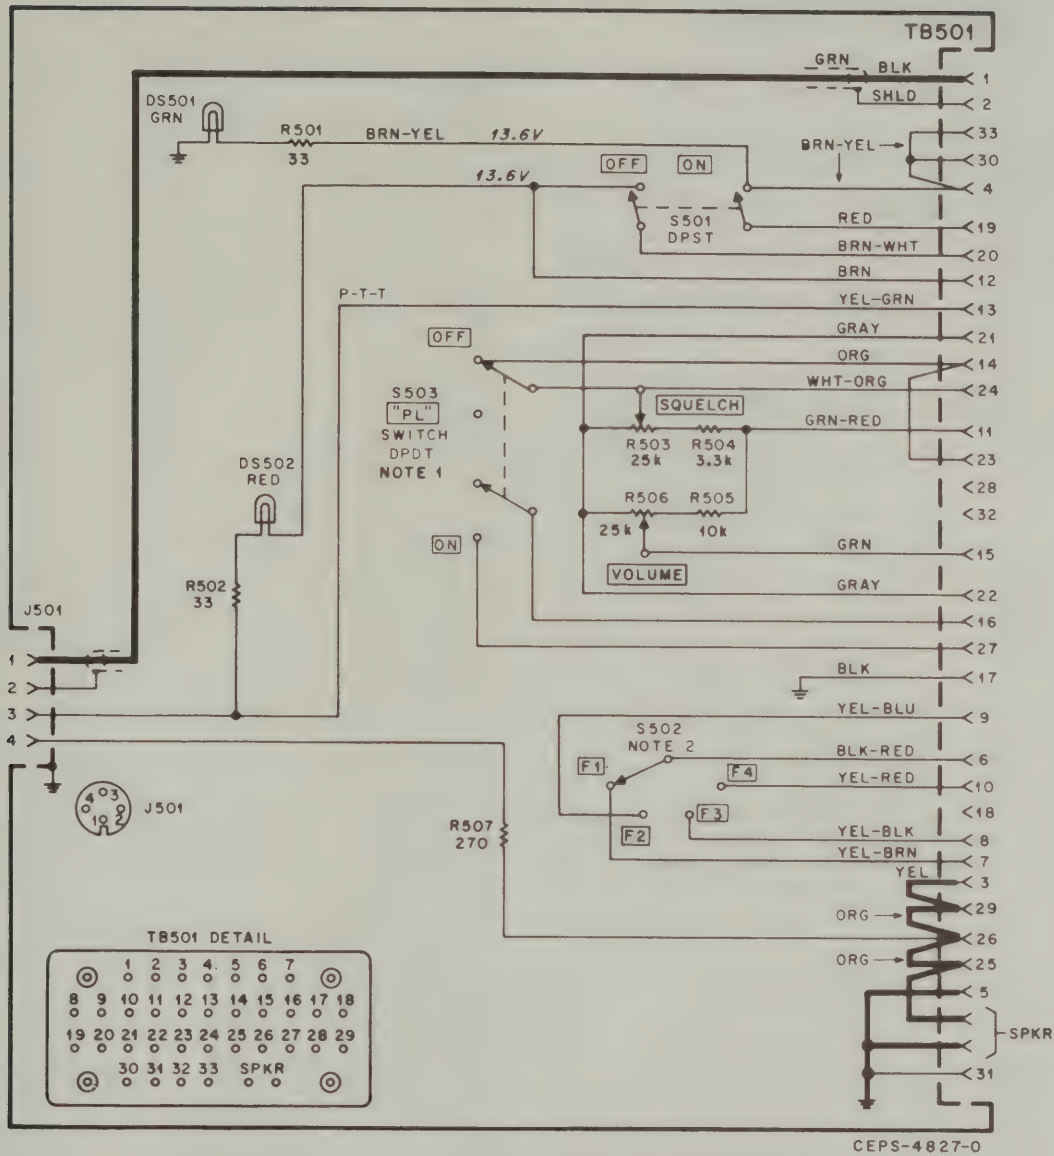 TB501
GRN
BLK
1
SHLD
2
DS501
GRN
R501
33
BRN-YEL
13.6V
BRN-YEL
33
30
4
OFF
ON
13.6V
S501
DPST
RED
19
BRN-WHT
20
BRN
12
P-T-T
YEL-GRN
13
GRAY
21
OFF
ORG
14
WHT-ORG
24
S503
"PL"
SWITCH
DPDT
NOTE 1
SQUELCH
GRN-RED
11
R503
25k
R504
3.3k
23
28
32
DS502
RED
R506
25k
R505
10k
ON
GRN
15
VOLUME
GRAY
22
R502
33
16
27
J501
1
2
3
4
BLK
17
YEL-BLU
9
S502
NOTE 2
BLK-RED
6
F1
F4
YEL-RED
10
18
F2
F3
YEL-BLK
8
YEL-BRN
7
4 3
1 2
J501
R507
270
YEL
3
ORG
29
26
ORG
25
5
SPKR
31
TB501 DETAIL
1 2 3 4. 5 6 7
8 9 10 11 12 13 14 15 16 17 18
19 20 21 22 23 24 25 26 27 28 29
30 31 32 33 SPKR
CEPS-4827-O